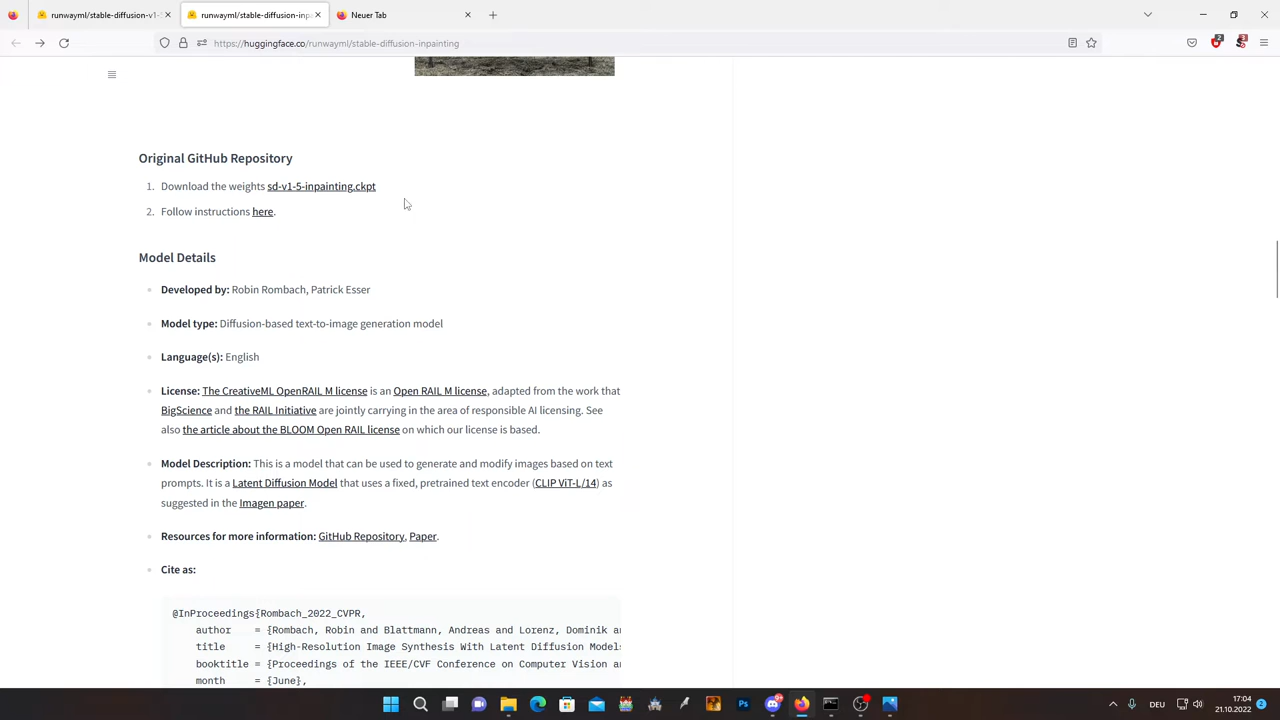 runwayml/stable-diffusion-v1-
runwayml/stable-diffusion-inpa
Neuer Tab
https://huggingface.co/runwayml/stable-diffusion-inpainting
2
3
Original GitHub Repository
1. Download the weights sd-v1-5-inpainting.ckpt
2. Follow instructions here.
Model Details
Developed by: Robin Rombach, Patrick Esser
Model type: Diffusion-based text-to-image generation model
Language(s): English
License: The CreativeML OpenRAIL M license is an Open RAIL M license, adapted from the work that
BigScience and the RAIL Initiative are jointly carrying in the area of responsible AI licensing. See
also the article about the BLOOM Open RAIL license on which our license is based.
Model Description: This is a model that can be used to generate and modify images based on text
prompts. It is a Latent Diffusion Model that uses a fixed, pretrained text encoder (CLIP ViT-L/14) as
suggested in the Imagen paper.
Resources for more information: GitHub Repository, Paper.
Cite as:
@InProceedings{Rombach_2022_CVPR,
author = {Rombach, Robin and Blattmann, Andreas and Lorenz, Dominik a
title = {High-Resolution Image Synthesis With Latent Diffusion Models
booktitle = {Proceedings of the IEEE/CVF Conference on Computer Vision an
month = {June},
DEU
17:04
21.10.2022